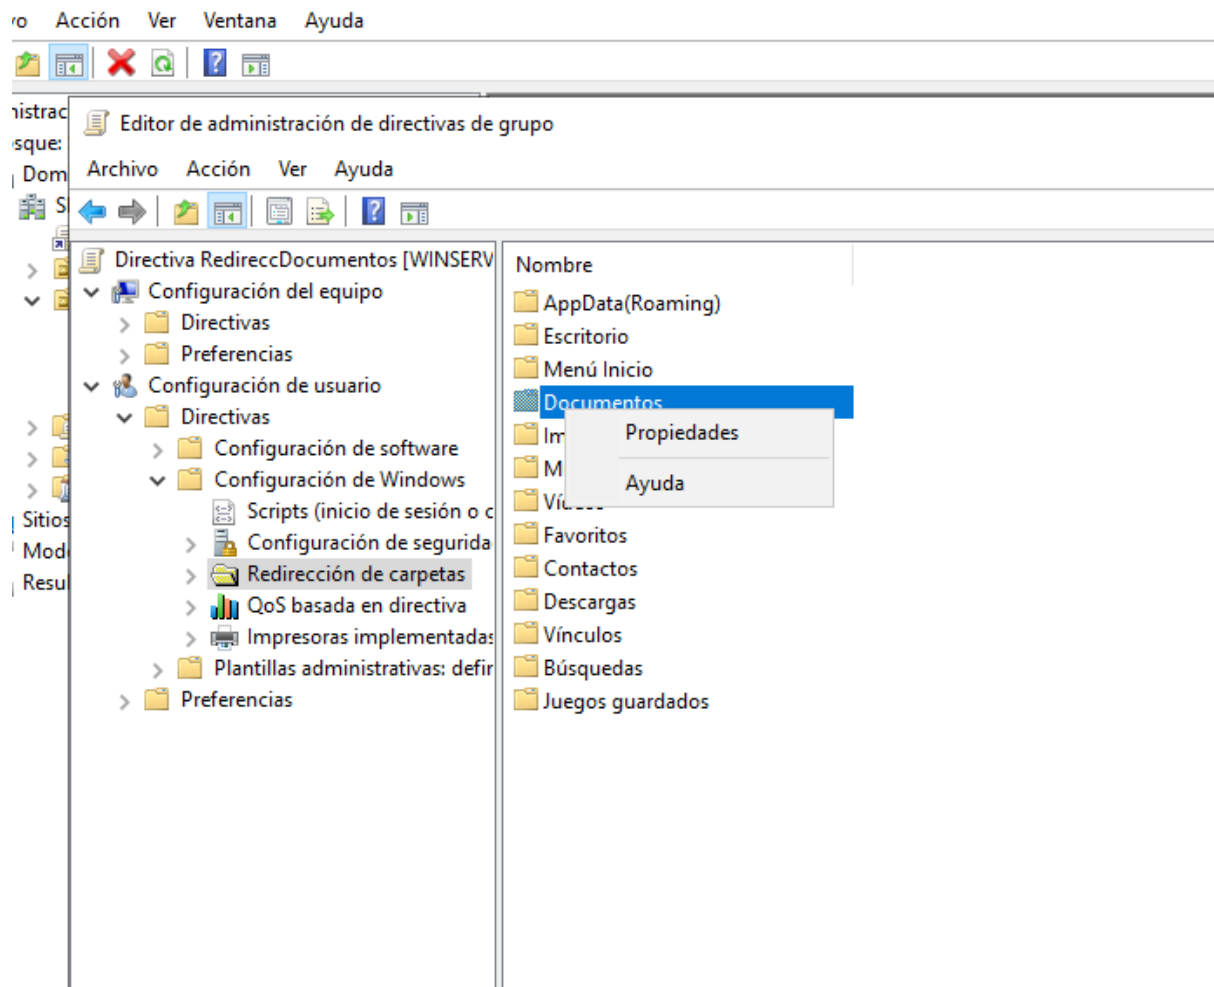 Acción Ver Ventana Ayuda
Editor de administración de directivas de grupo
Archivo Acción Ver Ayuda
Directiva RedireccDocumentos [WINSERV
Configuración del equipo
Directivas
Preferencias
Configuración de usuario
Directivas
Configuración de software
Configuración de Windows
Scripts (inicio de sesión o c
Configuración de segurida
Redirección de carpetas
QoS basada en directiva
Impresoras implementadas
Plantillas administrativas: defin
Preferencias
Nombre
AppData(Roaming)
Escritorio
Menú Inicio
Documentos
Propiedades
Ayuda
Favoritos
Contactos
Descargas
Vínculos
Búsquedas
Juegos guardados
Sitios